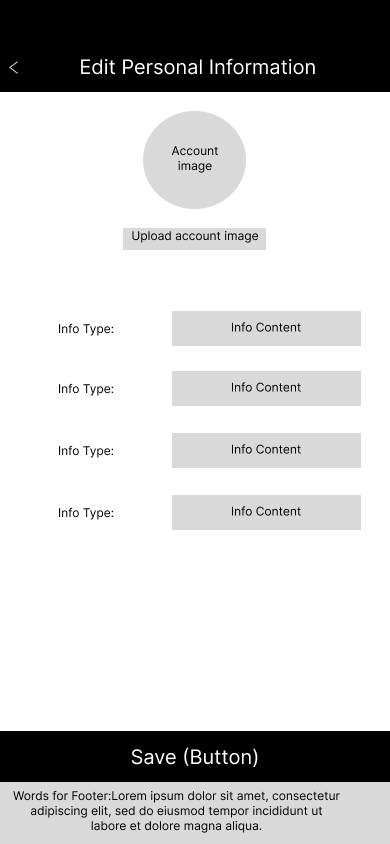 < Edit Personal Information
Account
image
Upload account image
Info Type: Info Content
Info Type: Info Content
Info Type: Info Content
Info Type: Info Content
Save (Button)
Words for Footer:Lorem ipsum dolor sit amet, consectetur
adipiscing elit, sed do eiusmod tempor incididunt ut
labore et dolore magna aliqua.